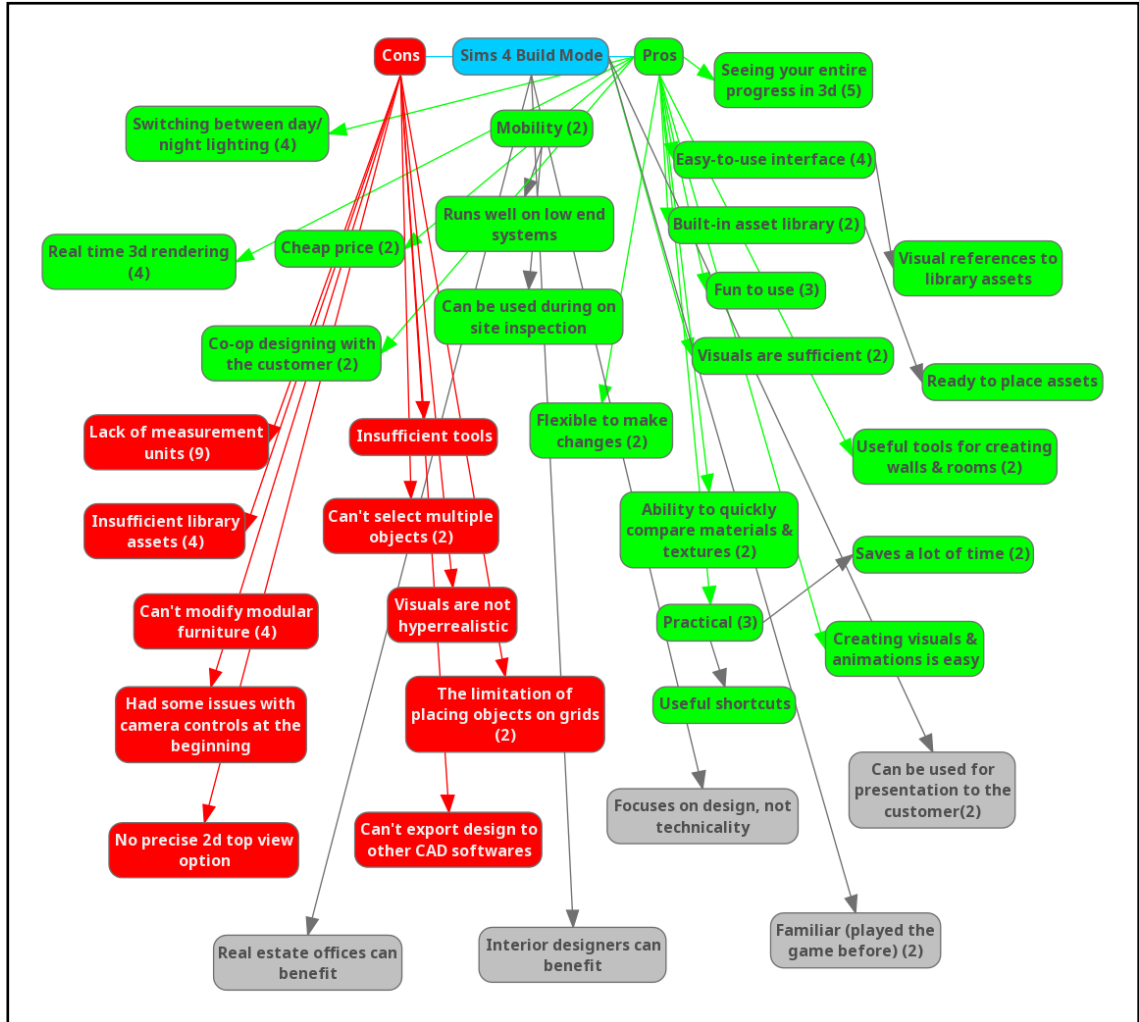 Cons
Sims 4 Build Mode
Pros
Seeing your entire
progress in 3d (5)
Switching between day/
night lighting (4)
Mobility (2)
Easy-to-use interface (4)
Runs well on low end
systems
Built-in asset library (2)
Real time 3d rendering
(4)
Cheap price (2)
Visual references to
library assets
Can be used during on
site inspection
Fun to use (3)
Co-op designing with
the customer (2)
Visuals are sufficient (2)
Ready to place assets
Lack of measurement
units (9)
Insufficient tools
Flexible to make
changes (2)
Useful tools for creating
walls & rooms (2)
Insufficient library
assets (4)
Can't select multiple
objects (2)
Ability to quickly
compare materials &
textures (2)
Saves a lot of time (2)
Can't modify modular
furniture (4)
Visuals are not
hyperrealistic
Practical (3)
Creating visuals &
animations is easy
Had some issues with
camera controls at the
beginning
The limitation of
placing objects on grids
(2)
Useful shortcuts
Can be used for
presentation to the
customer(2)
Focuses on design, not
technicality
No precise 2d top view
option
Can't export design to
other CAD softwares
Real estate offices can
benefit
Interior designers can
benefit
Familiar (played the
game before) (2)